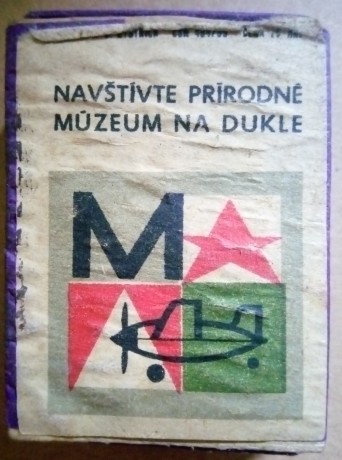 NAVŠTÍVTE PRÍRODNÉ
MÚZEUM NA DUKLE
M